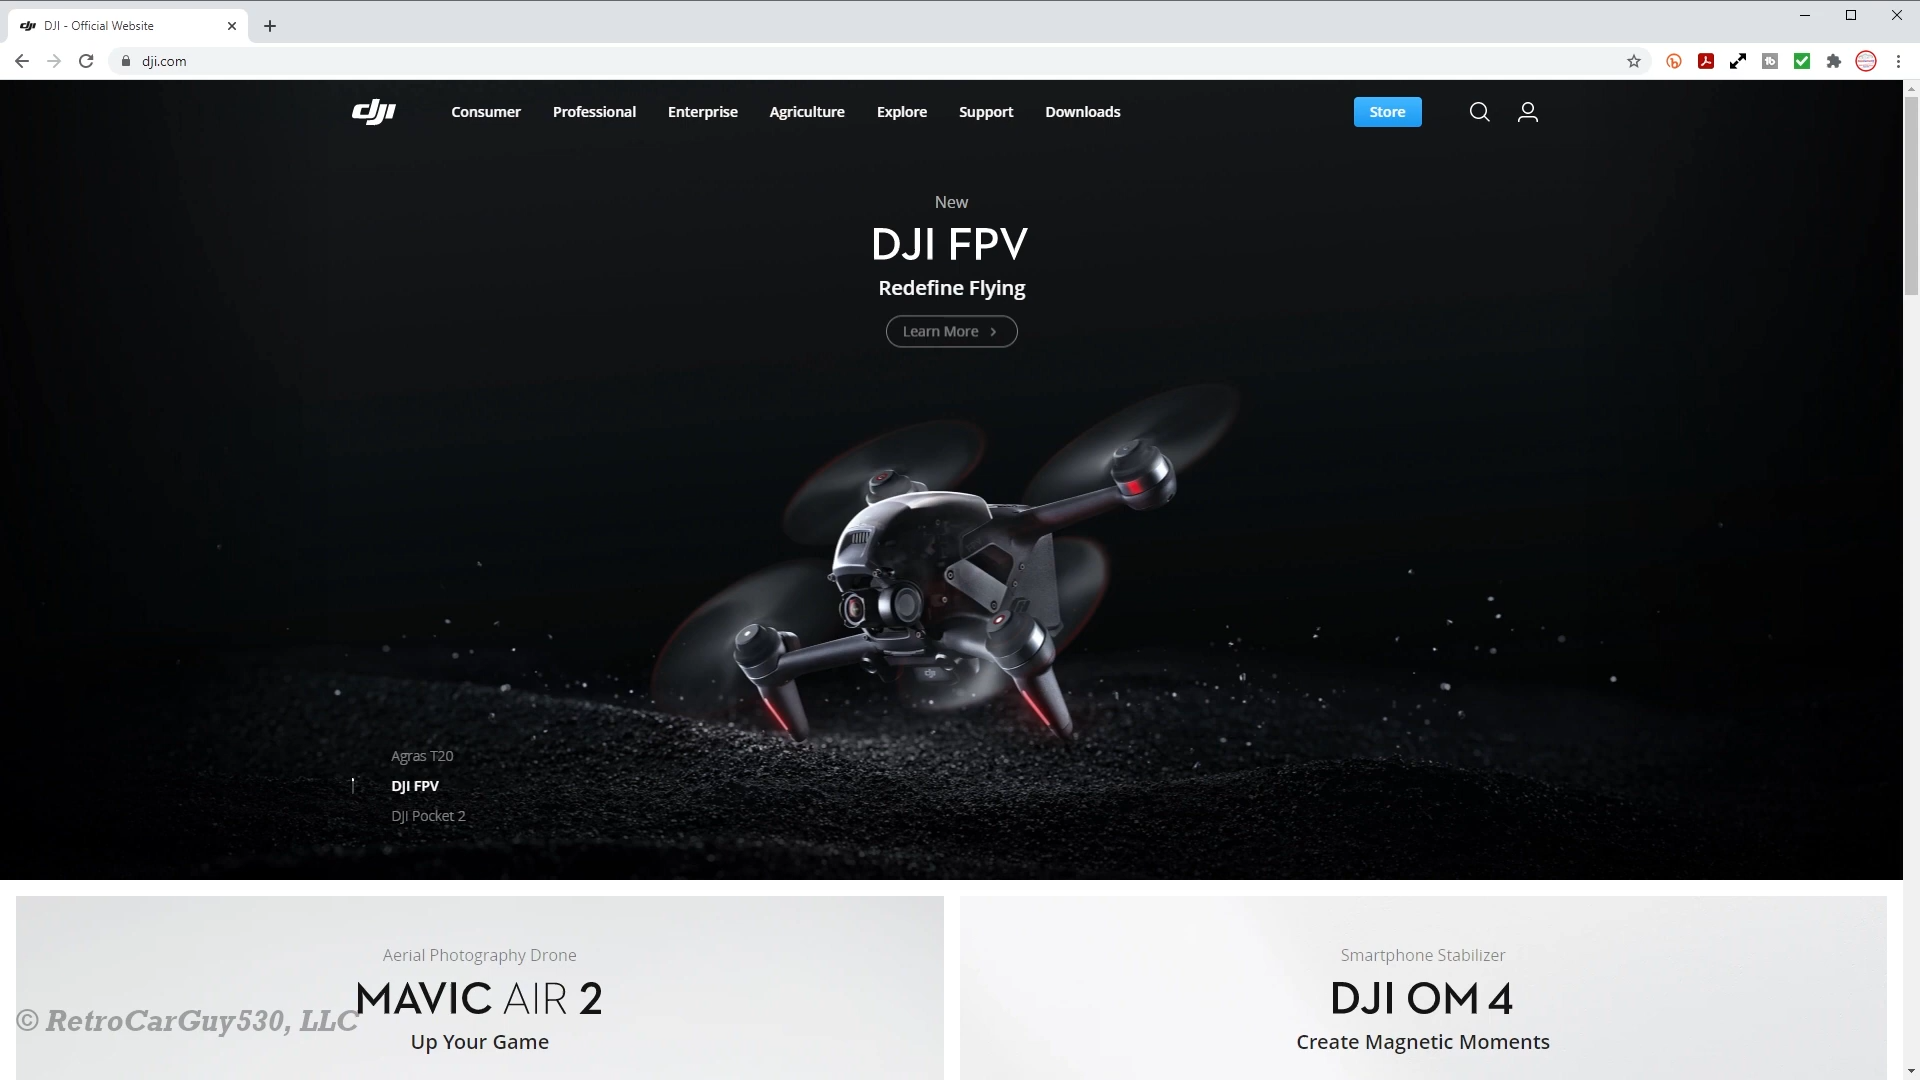 dji DJI - Official Website
dji.com
dji Consumer Professional Enterprise Agriculture Explore Support Downloads Store
New
DJI FPV
Redefine Flying
Learn More
dji
Agras T20
DJI FPV
DJI Pocket 2
Aerial Photography Drone
MAVIC AIR 2
Up Your Game
Smartphone Stabilizer
DJI OM 4
Create Magnetic Moments
© RetroCarGuy530, LLC